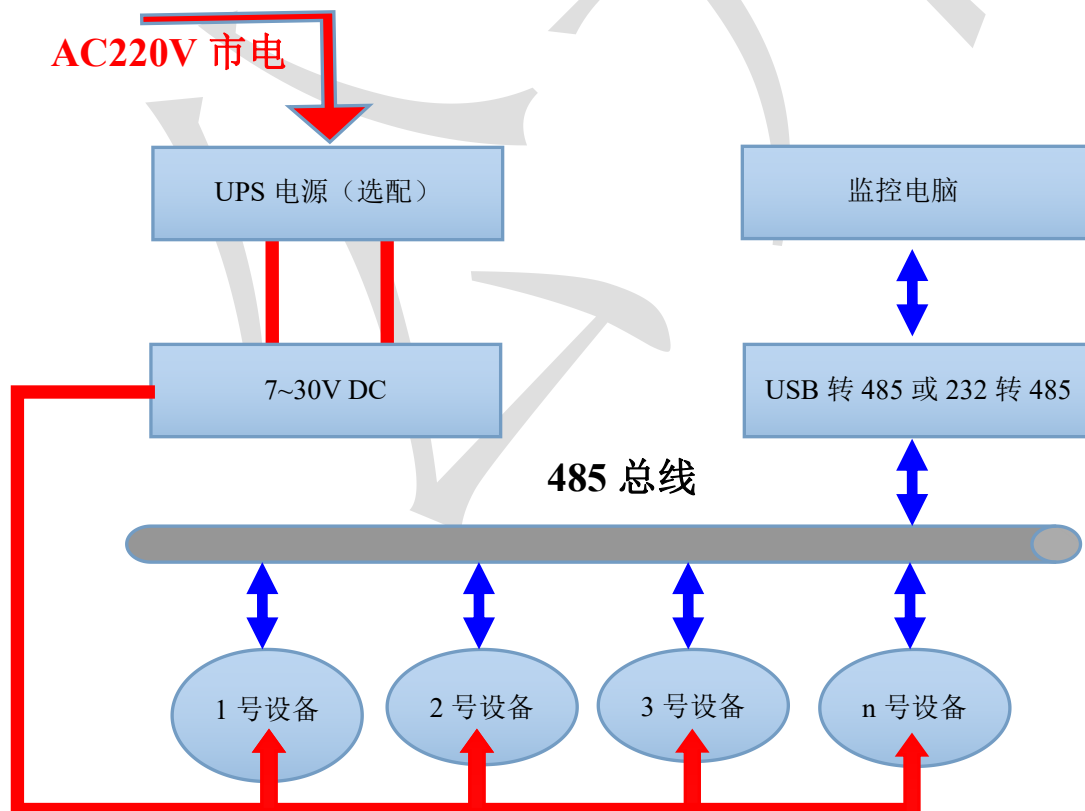 AC220V 市电
UPS 电源（选配）
监控电脑
7~30V DC
USB 转 485 或 232 转 485
485 总线
1 号设备
2 号设备
3 号设备
n 号设备